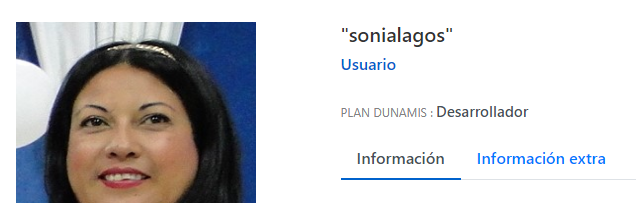 "sonialagos"
Usuario
PLAN DUNAMIS : Desarrollador
Información Información extra